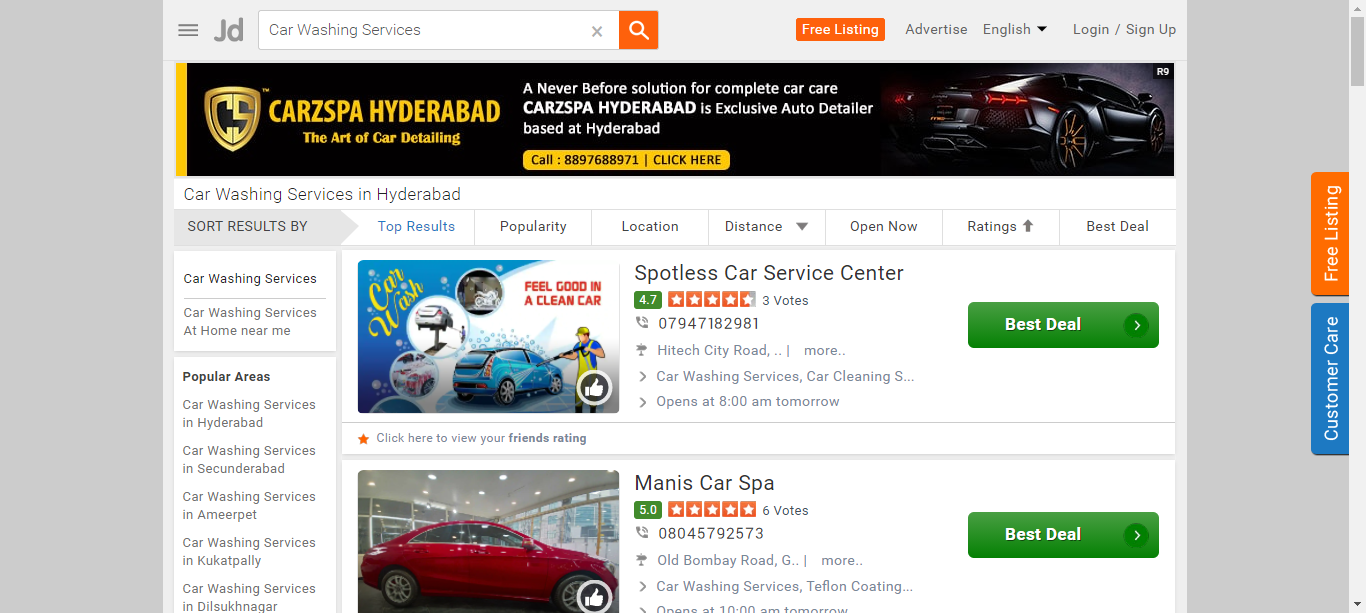 Jd
Car Washing Services
Free Listing
Advertise
English
Login / Sign Up
CS
CARZSPA HYDERABAD
™
The Art of Car Detailing
A Never Before solution for complete car care
CARZSPA HYDERABAD is Exclusive Auto Detailer
based at Hyderabad
Call : 8897688971 | CLICK HERE
R9
Car Washing Services in Hyderabad
SORT RESULTS BY
Top Results
Popularity
Location
Distance
Open Now
Ratings
Best Deal
Car Washing Services
Car Washing Services
At Home near me
Popular Areas
Car Washing Services
in Hyderabad
Car Washing Services
in Secunderabad
Car Washing Services
in Ameerpet
Car Washing Services
in Kukatpally
Car Washing Services
in Dilsukhnagar
Car
Wash
FEEL GOOD IN
A CLEAN CAR
Spotless Car Service Center
4.7
3 Votes
07947182981
Hitech City Road, .. | more..
Car Washing Services, Car Cleaning S...
Opens at 8:00 am tomorrow
Best Deal
Click here to view your friends rating
Manis Car Spa
5.0
6 Votes
08045792573
Old Bombay Road, G.. | more..
Car Washing Services, Teflon Coating...
Opens at 10:00 am tomorrow
Best Deal
Free Listing
Customer Care